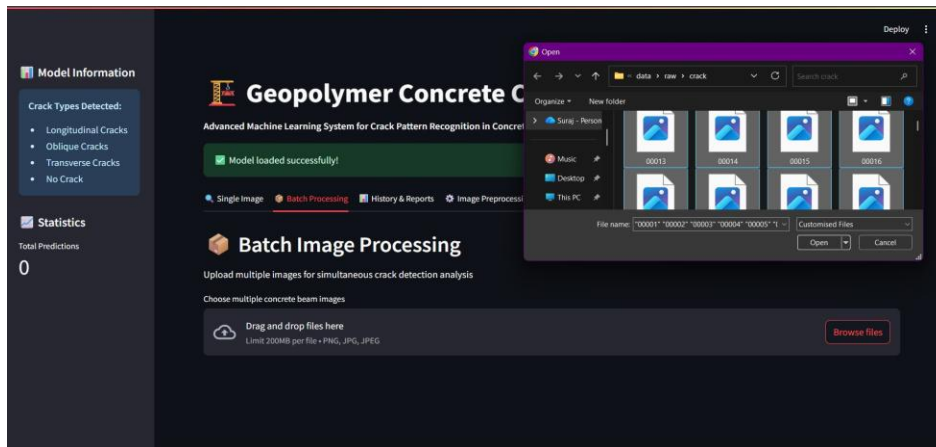 Deploy
Model Information
Crack Types Detected:
• Longitudinal Cracks
• Oblique Cracks
• Transverse Cracks
• No Crack
Statistics
Total Predictions
0
Geopolymer Concrete C
Advanced Machine Learning System for Crack Pattern Recognition in Concre
Model loaded successfully!
Single Image Batch Processing History & Reports Image Preprocessi
Batch Image Processing
Upload multiple images for simultaneous crack detection analysis
Choose multiple concrete beam images
Drag and drop files here
Limit 200MB per file • PNG, JPG, JPEG
Browse files
Open
data › raw › crack
Search crack
Organize New folder
Suraj - Person
Music
Desktop
This PC
00013 00014 00015 00016
File name: "00001" "00002" "00003" "00004" "00005" "(
Customised Files
Open Cancel